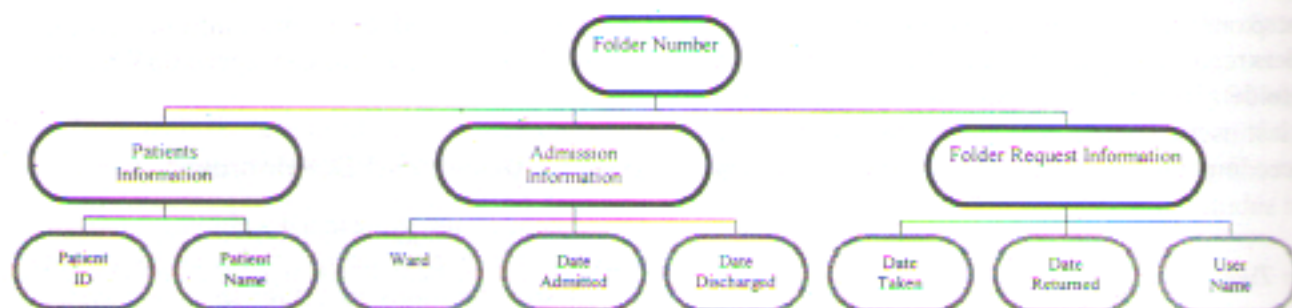 Folder Number
Patients
Information
Admission
Information
Folder Request Information
Patient
ID
Patient
Name
Ward
Date
Admitted
Date
Discharged
Date
Taken
Date
Returned
User
Name